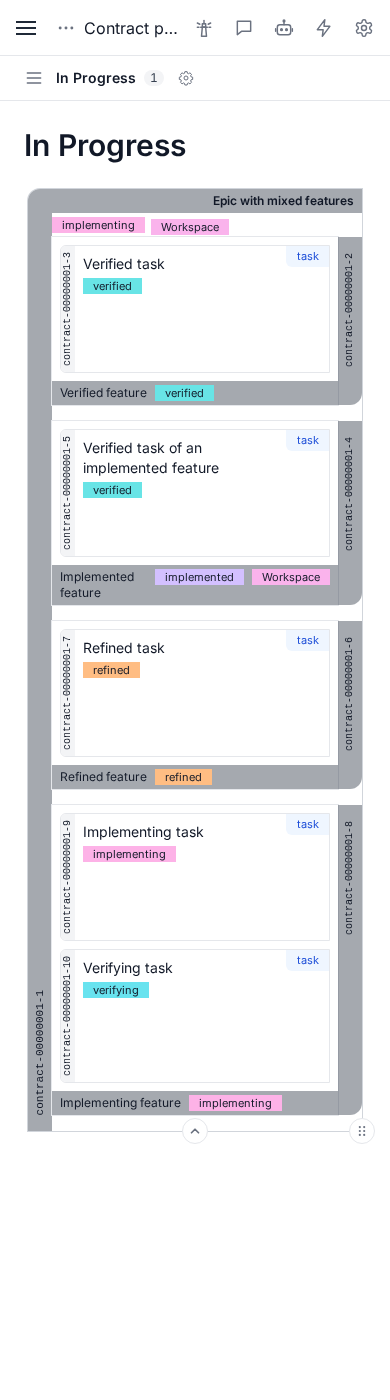 Contract p...
In Progress 1
In Progress
Epic with mixed features
implementing Workspace
contract-00000001-3
Verified task
task
verified
contract-00000001-2
Verified feature verified
contract-00000001-5
Verified task of an
implemented feature
task
verified
contract-00000001-4
Implemented
feature
implemented Workspace
contract-00000001-7
Refined task
task
refined
contract-00000001-6
Refined feature refined
contract-00000001-9
Implementing task
task
implementing
contract-00000001-8
contract-00000001-10
Verifying task
task
verifying
Implementing feature implementing
contract-00000001-1